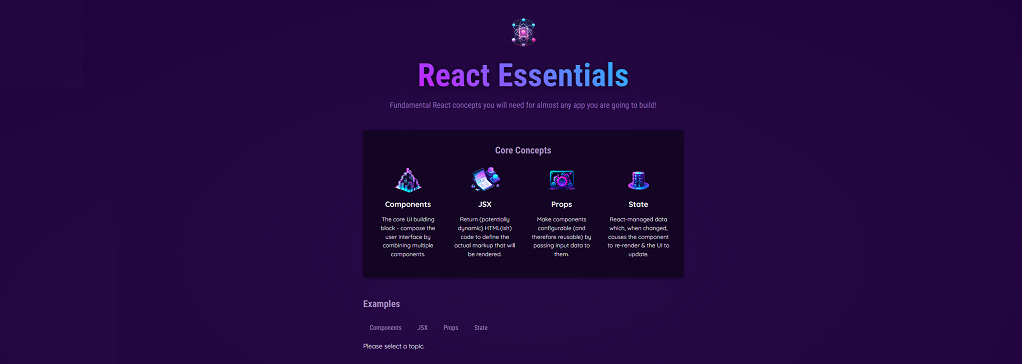 React Essentials
Fundamental React concepts you will need for almost any app you are going to build!
Core Concepts
Components
The core UI building
block - compose the
user interface by
combining multiple
components.
JSX
Return (potentially
dynamic) HTML(ish)
code to define the
actual markup that will
be rendered.
Props
Make components
configurable (and
therefore reusable) by
passing input data to
them.
State
React-managed data
which, when changed,
causes the component
to re-render & the UI to
update.
Examples
Components JSX Props State
Please select a topic.